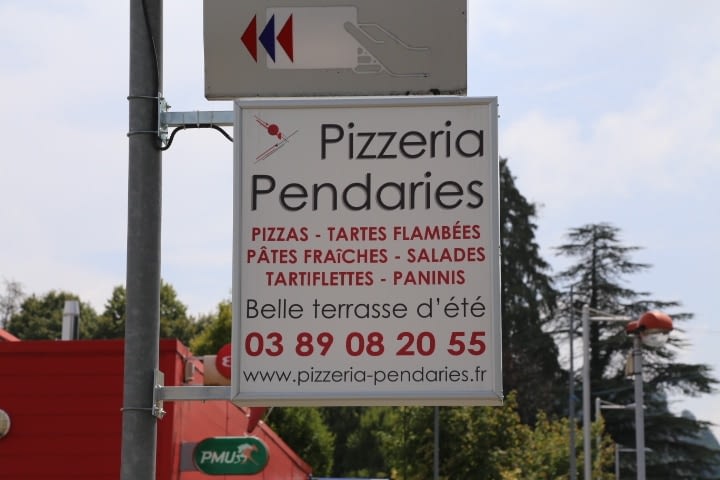 Pizzeria
Pendaries
PIZZAS - TARTES FLAMBÉES
PÂTES FRAîCHES - SALADES
TARTIFLETTES - PANINIS
Belle terrasse d'été
03 89 08 20 55
www.pizzeria-pendaries.fr
PMU